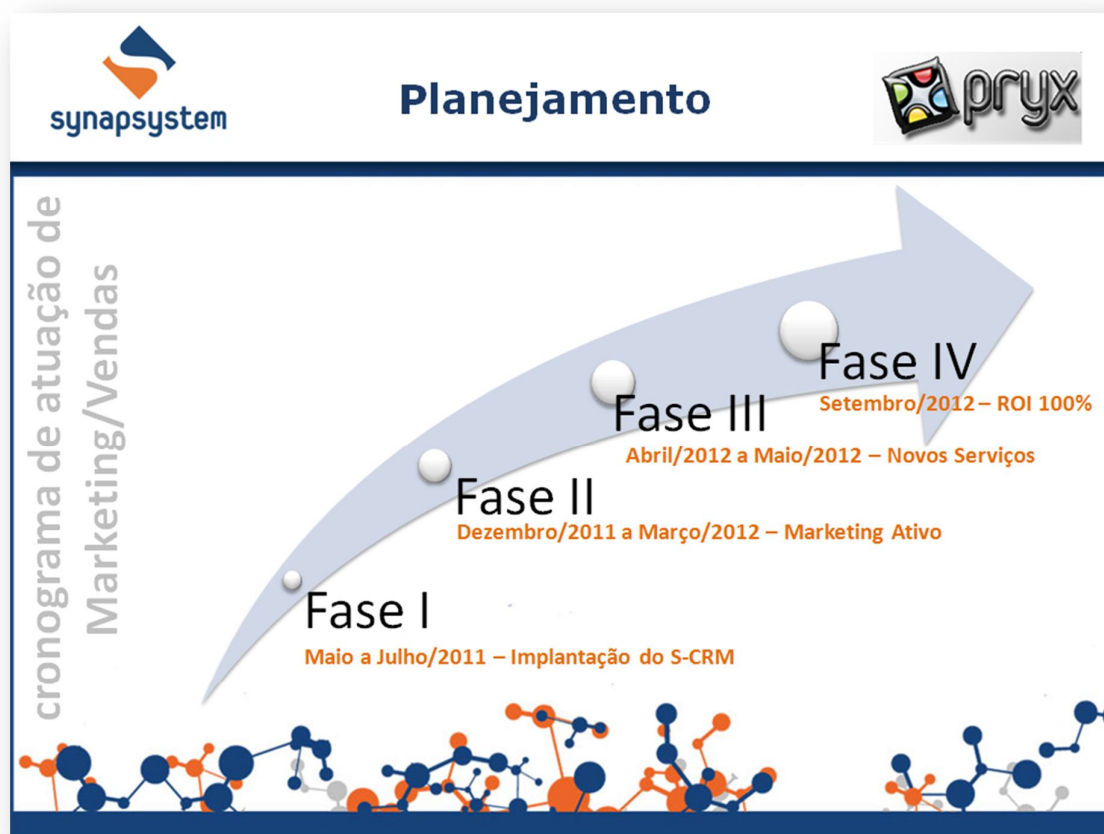 synapsystem
Planejamento
pryx
cronograma de atuação de
Marketing/Vendas
Fase IV
Setembro/2012 – ROI 100%
Fase III
Abril/2012 a Maio/2012 – Novos Serviços
Fase II
Dezembro/2011 a Março/2012 – Marketing Ativo
Fase I
Maio a Julho/2011 – Implantação do S-CRM